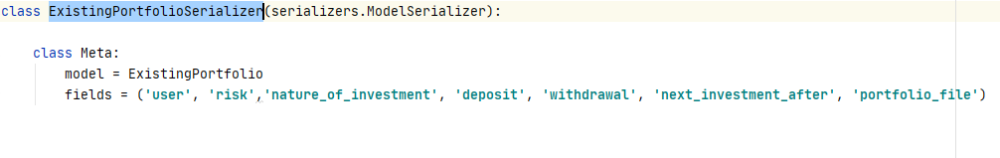 class ExistingPortfolioSerializer(serializers.ModelSerializer):
class Meta:
model = ExistingPortfolio
fields = ('user', 'risk','nature_of_investment', 'deposit', 'withdrawal', 'next_investment_after', 'portfolio_file')